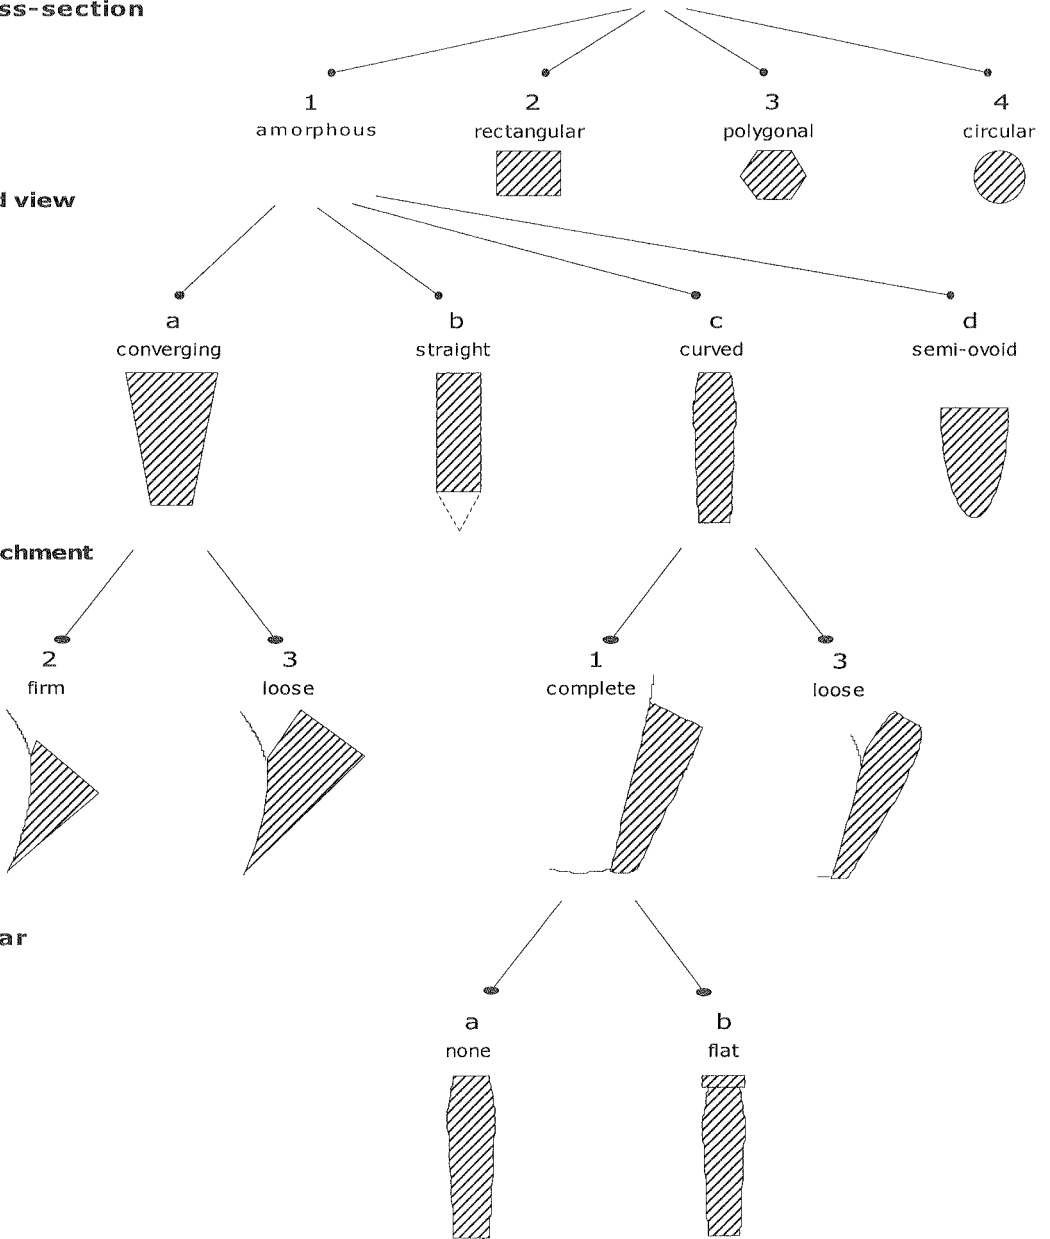 ss-section
1 2 3 4
amorphous rectangular polygonal circular
d view
a b c d
converging straight curved semi-ovoid
chment
2 3 1 3
firm loose complete loose
ar
a b
none flat